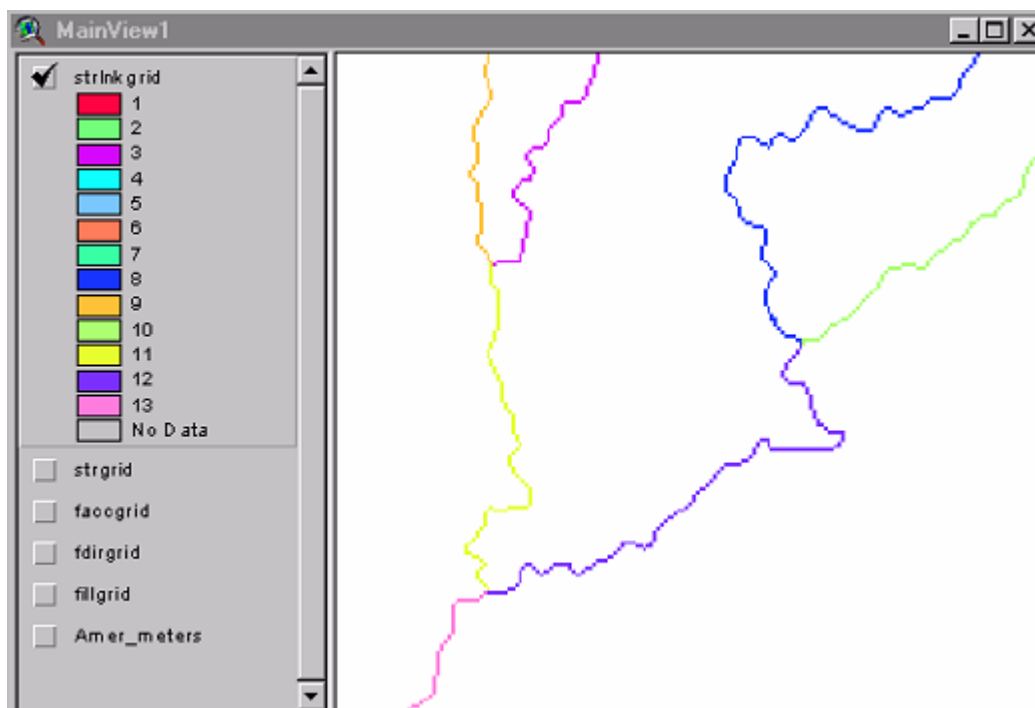 MainView1
strlnkgrid
1
2
3
4
5
6
7
8
9
10
11
12
13
No Data
strgrid
faccgrid
fdirgrid
fillgrid
Amer_meters